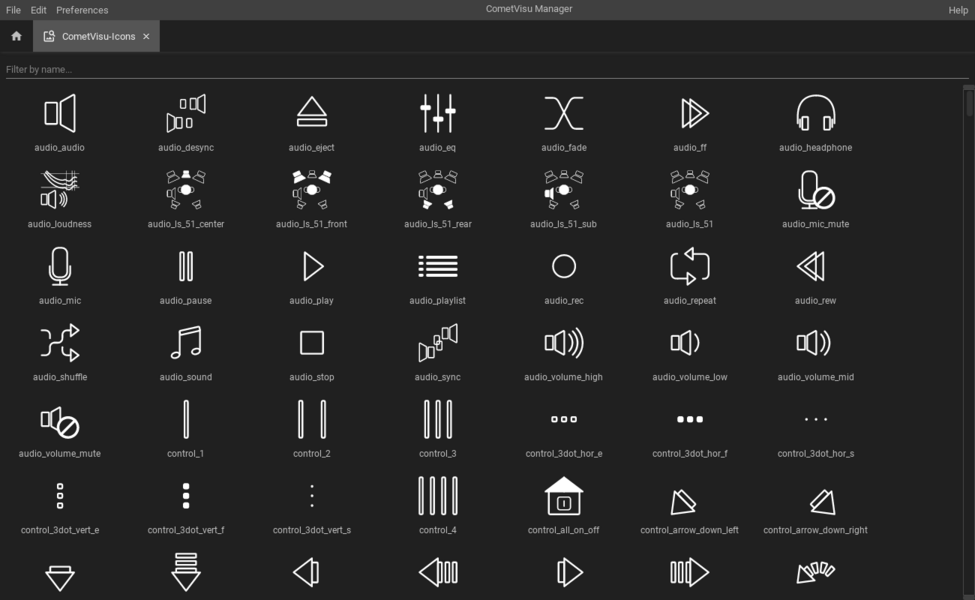 File Edit Preferences CometVisu Manager Help
CometVisu-Icons
Filter by name...
audio_audio audio_desync audio_eject audio_eq audio_fade audio_ff audio_headphone
audio_loudness audio_ls_51_center audio_ls_51_front audio_ls_51_rear audio_ls_51_sub audio_ls_51 audio_mic_mute
audio_mic audio_pause audio_play audio_playlist audio_rec audio_repeat audio_rew
audio_shuffle audio_sound audio_stop audio_sync audio_volume_high audio_volume_low audio_volume_mid
audio_volume_mute control_1 control_2 control_3 control_3dot_hor_e control_3dot_hor_f control_3dot_hor_s
control_3dot_vert_e control_3dot_vert_f control_3dot_vert_s control_4 control_all_on_off control_arrow_down_left control_arrow_down_right